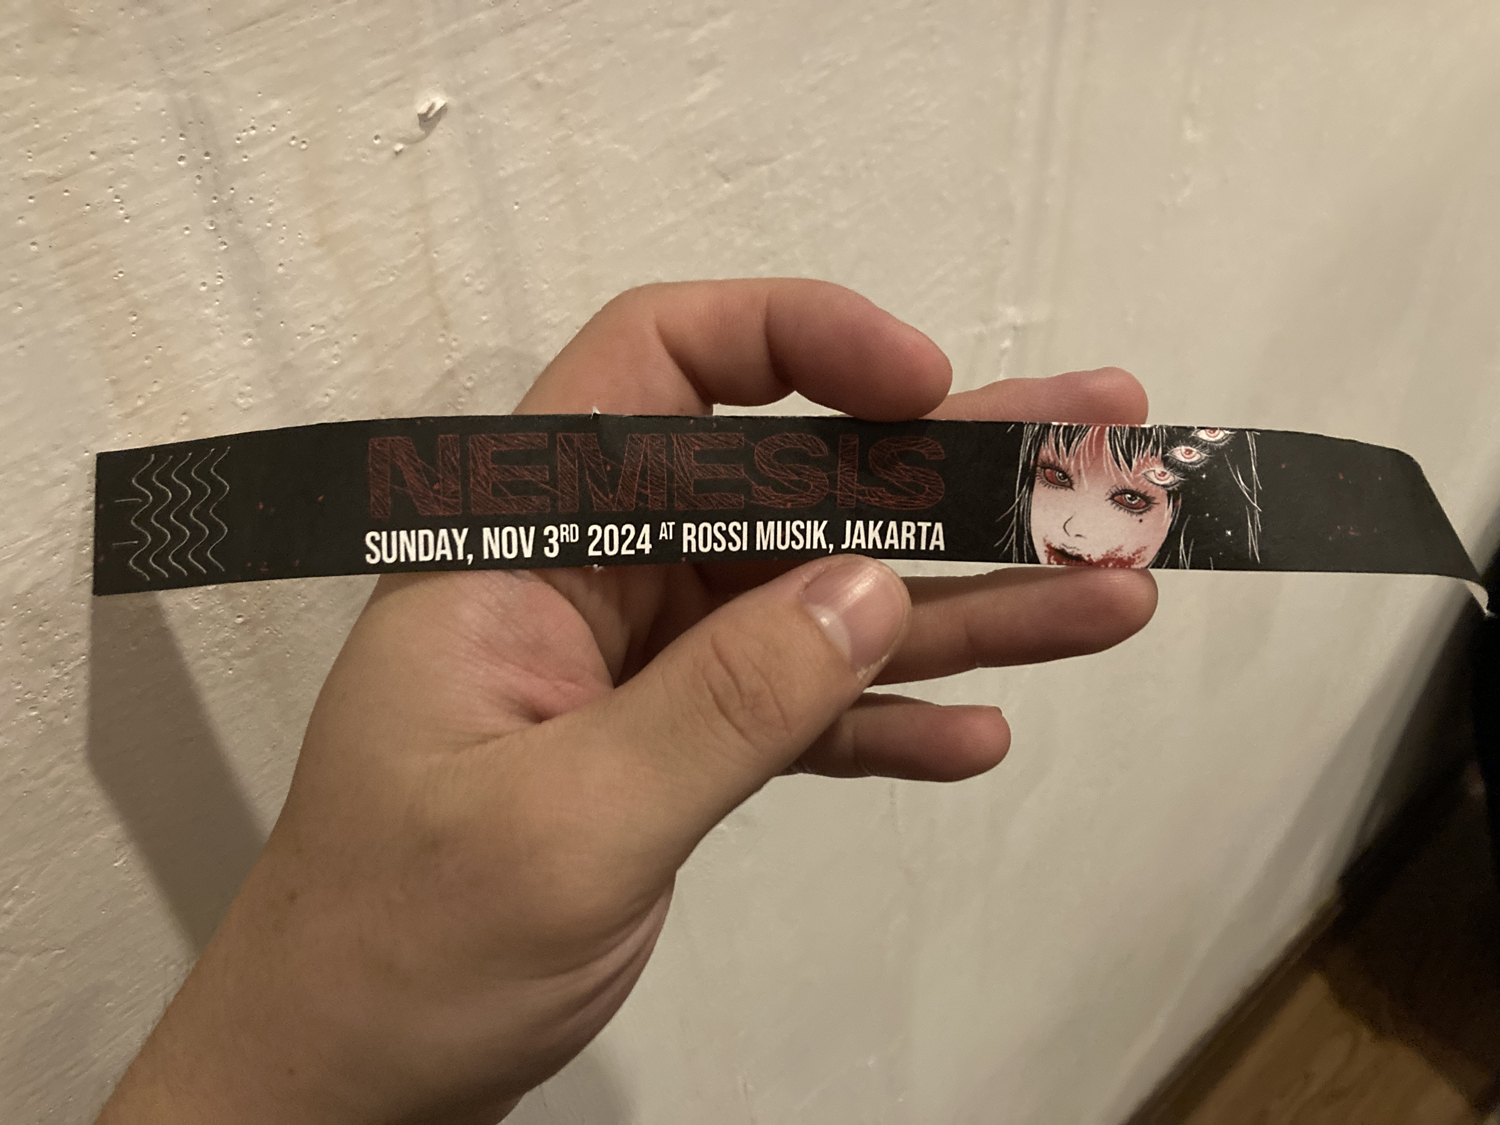 NEMESIS
SUNDAY, NOV 3RD 2024 AT ROSSI MUSIK, JAKARTA